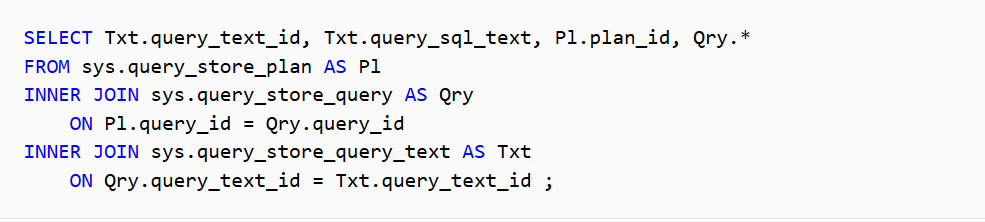 SELECT Txt.query_text_id, Txt.query_sql_text, Pl.plan_id, Qry.*
FROM sys.query_store_plan AS Pl
INNER JOIN sys.query_store_query AS Qry
    ON Pl.query_id = Qry.query_id
INNER JOIN sys.query_store_query_text AS Txt
    ON Qry.query_text_id = Txt.query_text_id ;